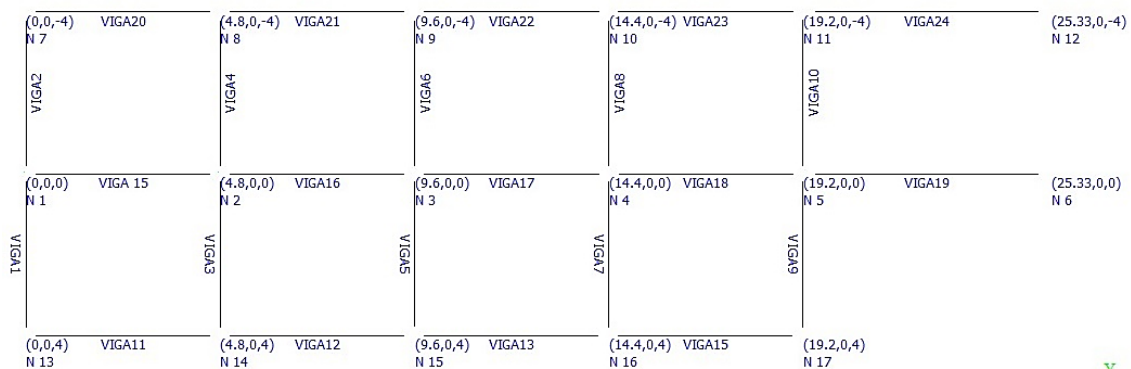 (0,0,-4) VIGA20 (4.8,0,-4) VIGA21 (9.6,0,-4) VIGA22 (14.4,0,-4) VIGA23 (19.2,0,-4) VIGA24 (25.33,0,-4)
N 7 N 8 N 9 N 10 N 11 N 12
VIGA2 VIGA4 VIGA6 VIGA8 VIGA10
(0,0,0) VIGA 15 (4.8,0,0) VIGA16 (9.6,0,0) VIGA17 (14.4,0,0) VIGA18 (19.2,0,0) VIGA19 (25.33,0,0)
N 1 N 2 N 3 N 4 N 5 N 6
VIGA1 VIGA3 VIGA5 VIGA7 VIGA9
(0,0,4) VIGA11 (4.8,0,4) VIGA12 (9.6,0,4) VIGA13 (14.4,0,4) VIGA15 (19.2,0,4)
N 13 N 14 N 15 N 16 N 17